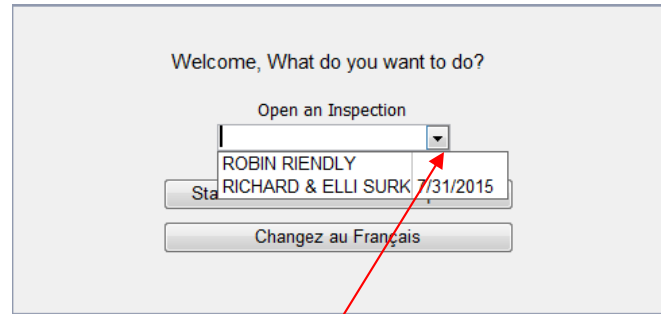 Welcome, What do you want to do?
Open an Inspection
ROBIN RIENDLY
RICHARD & ELLI SURK 7/31/2015
Changez au Français